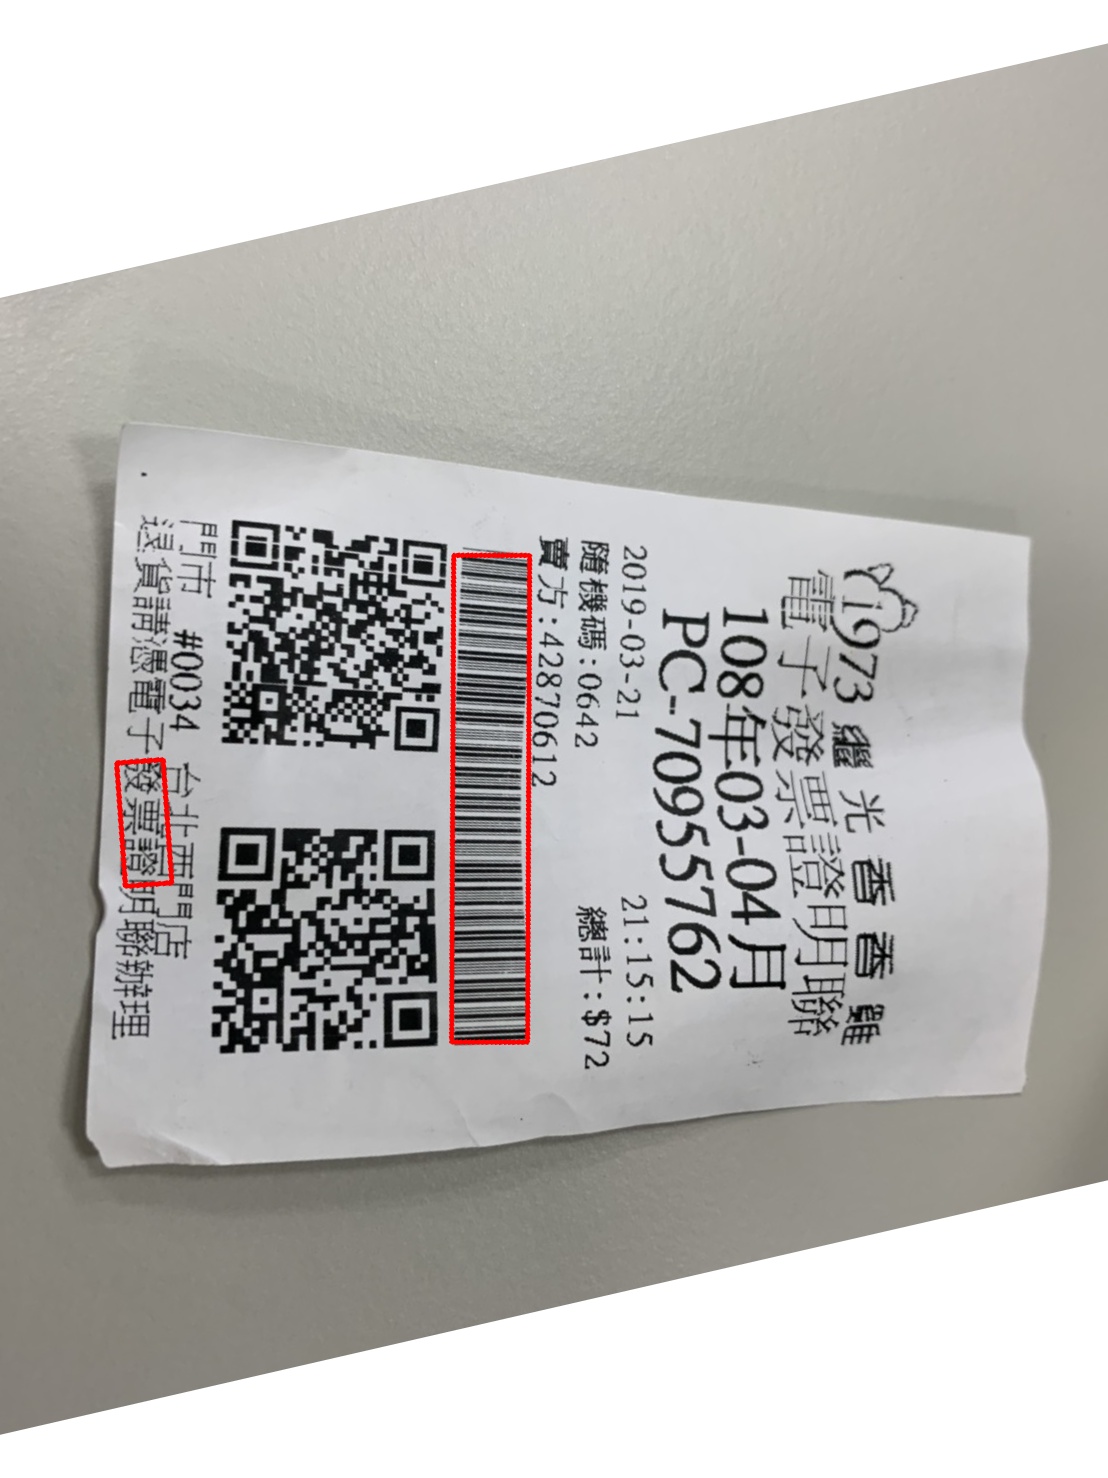 1973 繼光香香雞
電子發票證明聯
108年03-04月
PC-70955762
2019-03-21 21:15:15
隨機碼:0642 總計:$72
賣方:42870612
門市 #0034 台北西門店
退貨請憑電子發票證明聯辦理